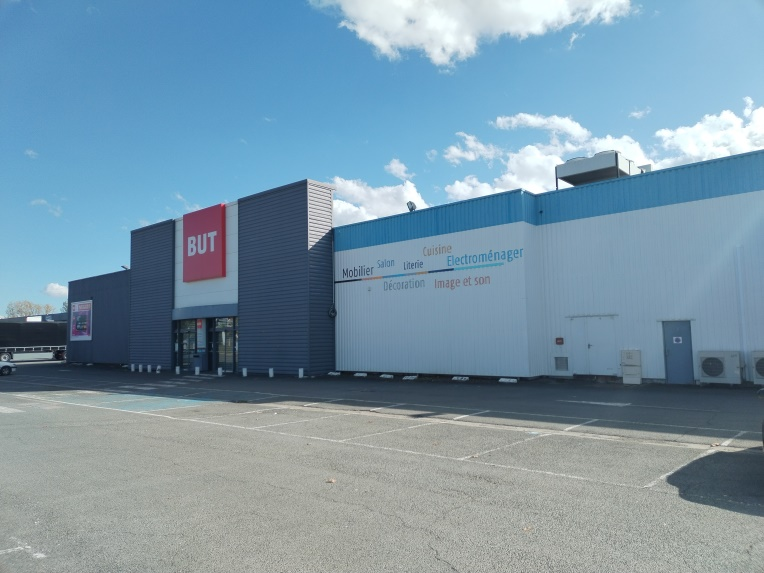 BUT
Cuisine
Salon
Electroménager
Literie
Mobilier
Décoration
Image et son